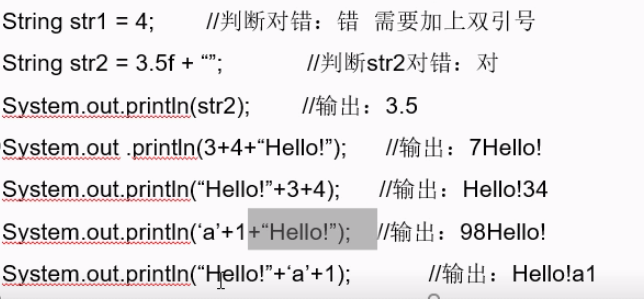 String str1 = 4; //判断对错：错 需要加上双引号
String str2 = 3.5f + “”; //判断str2对错：对
System.out.println(str2); //输出：3.5
System.out .println(3+4+“Hello!”); //输出：7Hello!
System.out.println(“Hello!”+3+4); //输出：Hello!34
System.out.println(‘a’+1+“Hello!”); //输出：98Hello!
System.out.println(“Hello!”+‘a’+1); //输出：Hello!a1